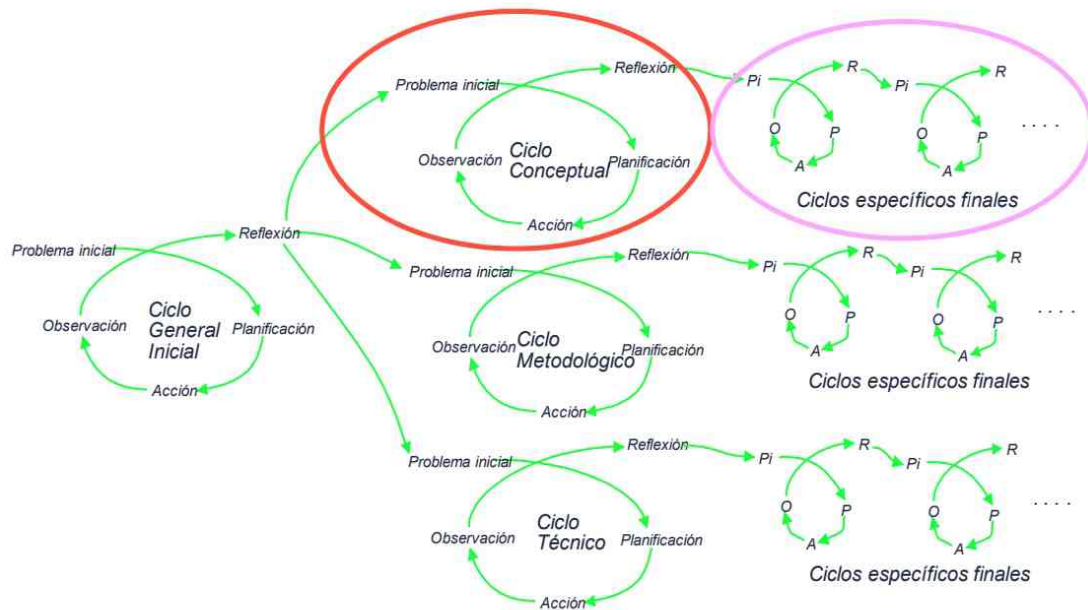 Problema inicial
Reflexión
Observación
Ciclo
General
Inicial
Planificación
Acción
Problema inicial
Reflexión
Observación
Ciclo
Conceptual
Planificación
Acción
Pi
R
O
P
A
Pi
R
O
P
A
. . . .
Ciclos específicos finales
Problema inicial
Reflexión
Observación
Ciclo
Metodológico
Planificación
Acción
Pi
R
O
P
A
Pi
R
O
P
A
. . . .
Ciclos específicos finales
Problema inicial
Reflexión
Observación
Ciclo
Técnico
Planificación
Acción
Pi
R
O
P
A
Pi
R
O
P
A
. . . .
Ciclos específicos finales